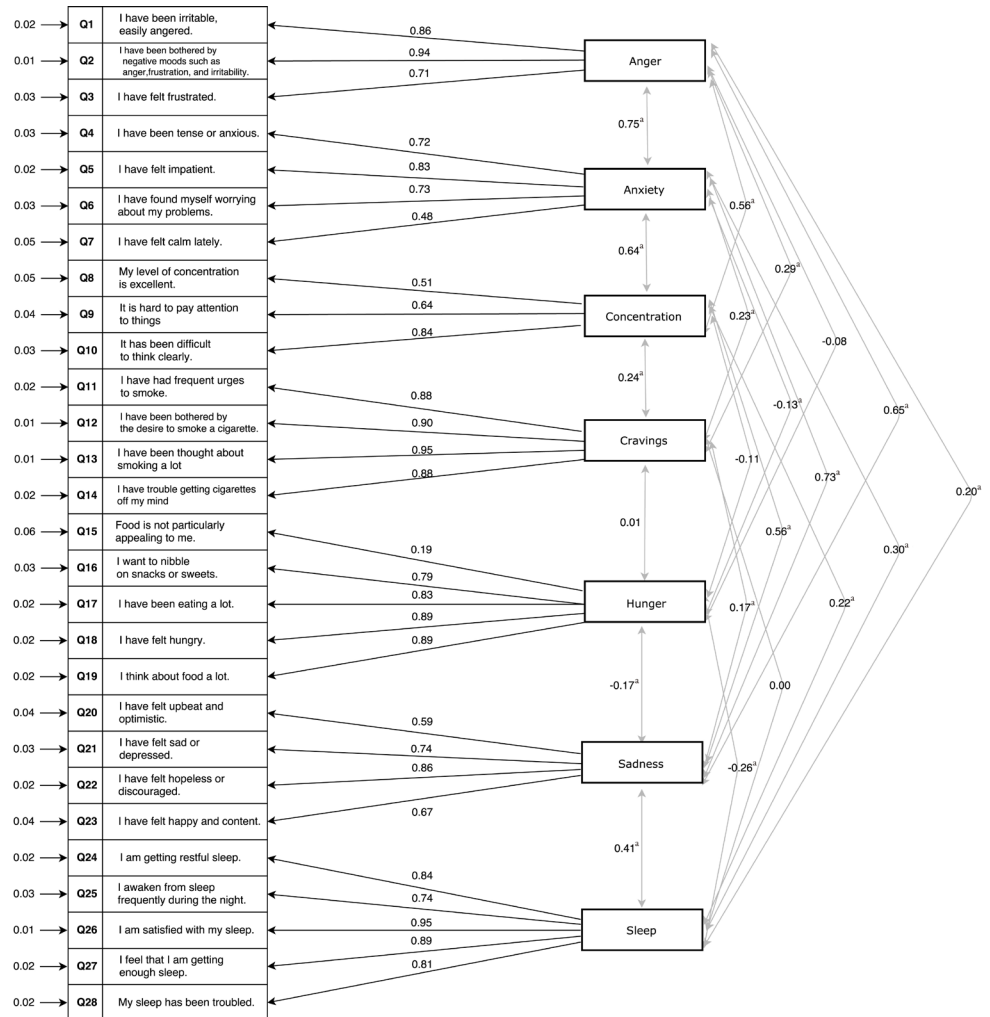 0.02
Q1
I have been irritable,
easily angered.
0.01
Q2
I have been bothered by
negative moods such as
anger,frustration, and irritability.
0.03
Q3
I have felt frustrated.
0.03
Q4
I have been tense or anxious.
0.02
Q5
I have felt impatient.
0.03
Q6
I have found myself worrying
about my problems.
0.05
Q7
I have felt calm lately.
0.05
Q8
My level of concentration
is excellent.
0.04
Q9
It is hard to pay attention
to things
0.03
Q10
It has been difficult
to think clearly.
0.02
Q11
I have had frequent urges
to smoke.
0.01
Q12
I have been bothered by
the desire to smoke a cigarette.
0.01
Q13
I have been thought about
smoking a lot
0.02
Q14
I have trouble getting cigarettes
off my mind
0.06
Q15
Food is not particularly
appealing to me.
0.03
Q16
I want to nibble
on snacks or sweets.
0.02
Q17
I have been eating a lot.
0.02
Q18
I have felt hungry.
0.02
Q19
I think about food a lot.
0.04
Q20
I have felt upbeat and
optimistic.
0.03
Q21
I have felt sad or
depressed.
0.02
Q22
I have felt hopeless or
discouraged.
0.04
Q23
I have felt happy and content.
0.02
Q24
I am getting restful sleep.
0.03
Q25
I awaken from sleep
frequently during the night.
0.01
Q26
I am satisfied with my sleep.
0.02
Q27
I feel that I am getting
enough sleep.
0.02
Q28
My sleep has been troubled.
0.86
0.94
0.71
0.72
0.83
0.73
0.48
0.51
0.64
0.84
0.88
0.90
0.95
0.88
0.19
0.79
0.83
0.89
0.89
0.59
0.74
0.86
0.67
0.84
0.74
0.95
0.89
0.81
Anger
0.75a
Anxiety
0.64a
Concentration
0.24a
Cravings
0.01
Hunger
-0.17a
Sadness
0.41a
Sleep
0.56a
0.29a
0.23a
-0.08
-0.13a
0.65a
-0.11
0.73a
0.20a
0.56a
0.30a
0.17a
0.22a
0.00
-0.26a